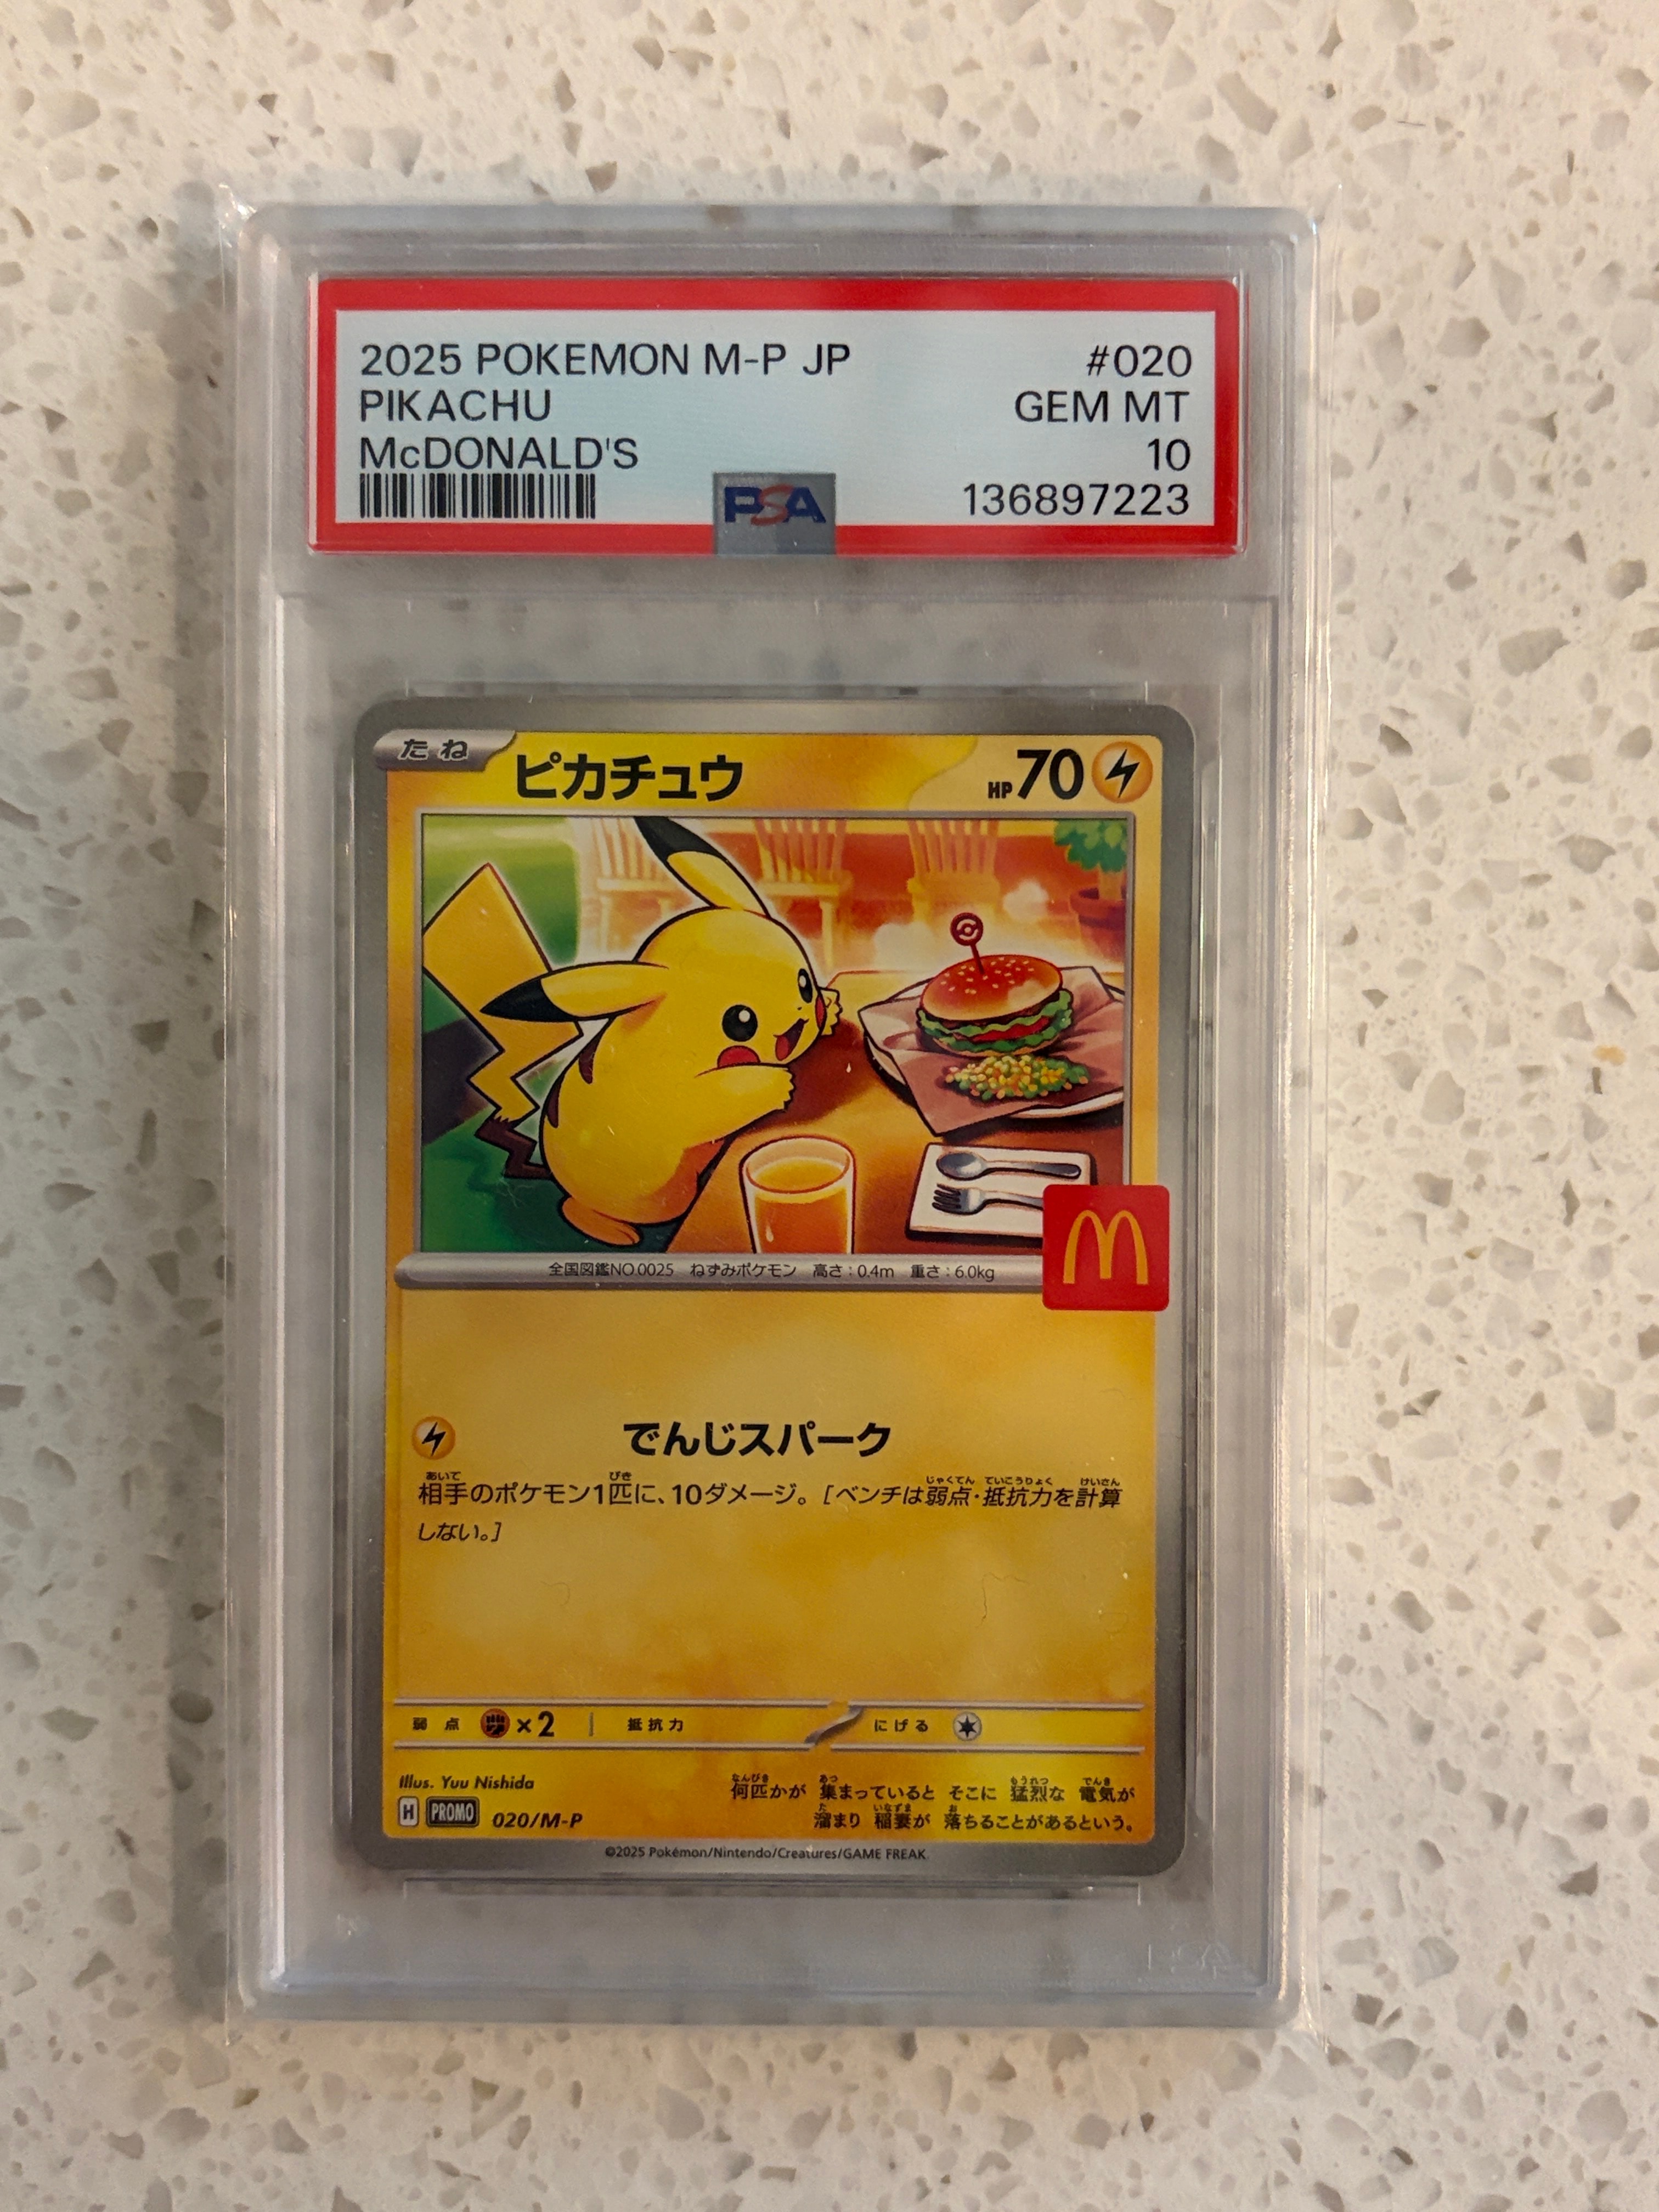 2025 POKEMON M-P JP #020
PIKACHU GEM MT
McDONALD'S 10
PSA 136897223
たね ピカチュウ HP 70
全国図鑑NO.0025 ねずみポケモン 高さ:0.4m 重さ:6.0kg
でんじスパーク
相手のポケモン1匹に、10ダメージ。[ベンチは弱点・抵抗力を計算
しない。]
弱点 ×2 抵抗力 にげる
Illus. Yuu Nishida
何匹かが 集まっていると そこに 猛烈な 電気が
溜まり 稲妻が 落ちることがあるという。
H PROMO 020/M-P
©2025 Pokémon/Nintendo/Creatures/GAME FREAK